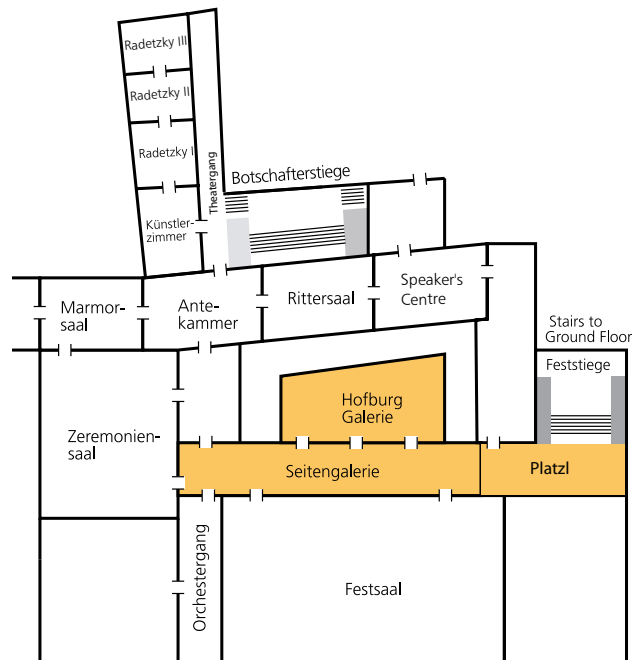 Radetzky III
Radetzky II
Radetzky I
Theatergang
Botschafterstiege
Künstler-
zimmer
Marmor-
saal
Ante-
kammer
Rittersaal
Speaker's
Centre
Stairs to
Ground Floor
Feststiege
Hofburg
Galerie
Zeremonien-
saal
Seitengalerie
Platzl
Orchestergang
Festsaal